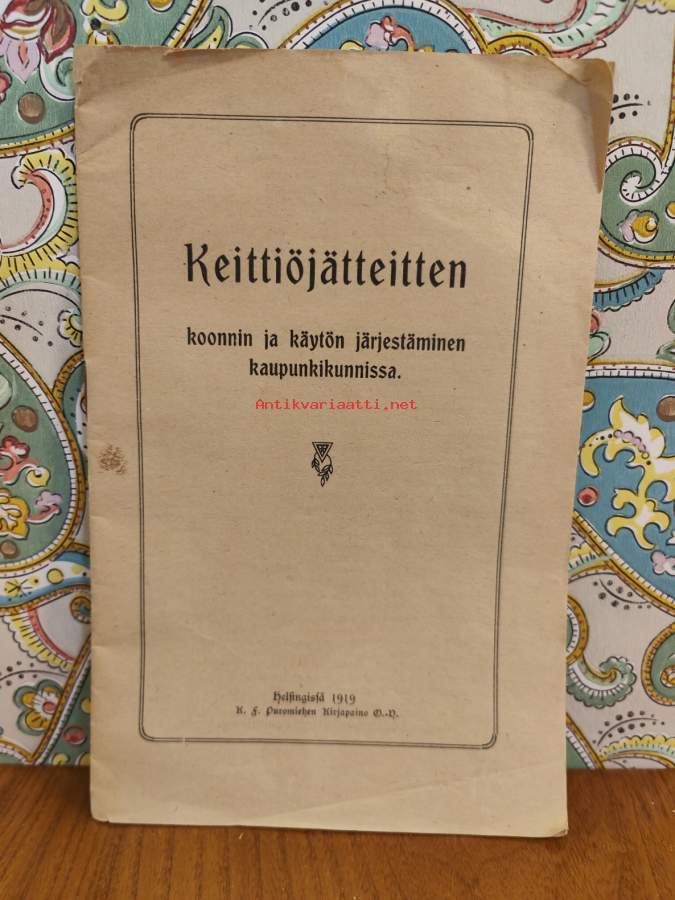 Keittiöjätteitten
koonnin ja käytön järjestäminen
kaupunkikunnissa.
Antikvariaatti.net
Helsingissä 1919
K. F. Puromiehen Kirjapaino O.-Y.